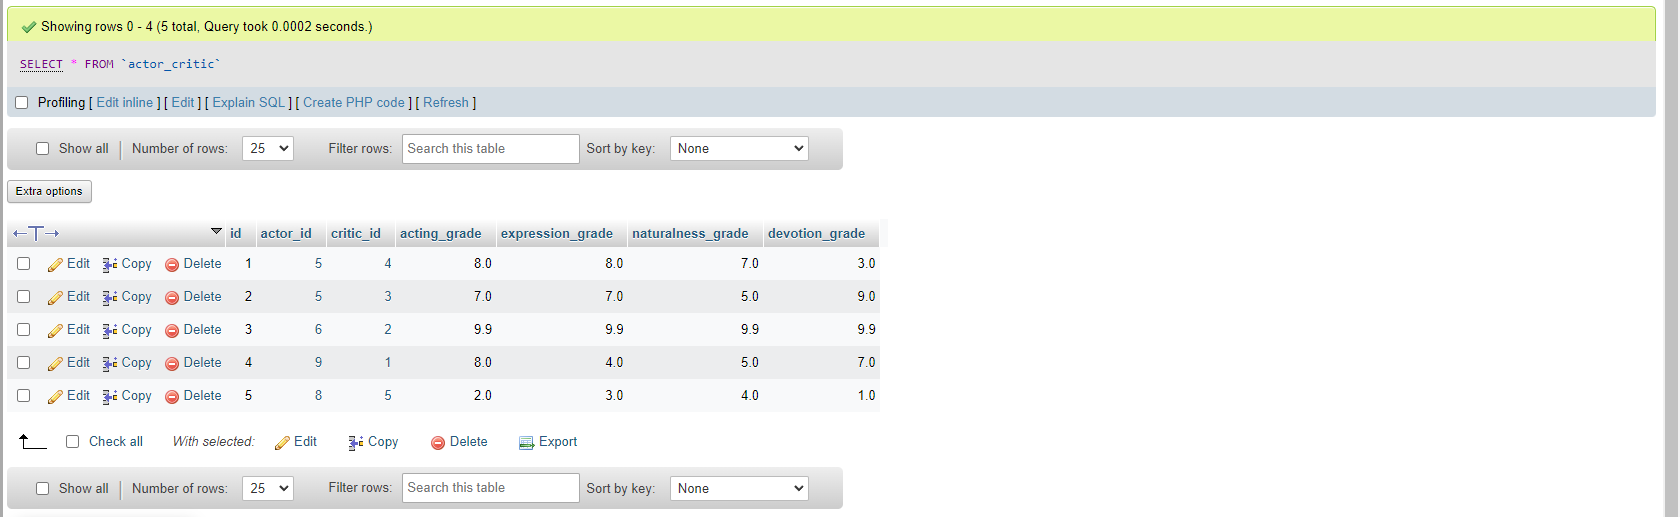 Showing rows 0 - 4 (5 total, Query took 0.0002 seconds.)
SELECT * FROM `actor_critic`
Profiling [ Edit inline ] [ Edit ] [ Explain SQL ] [ Create PHP code ] [ Refresh ]
Show all Number of rows: 25 Filter rows: Search this table Sort by key: None
Extra options
id actor_id critic_id acting_grade expression_grade naturalness_grade devotion_grade
Edit Copy Delete 1 5 4 8.0 8.0 7.0 3.0
Edit Copy Delete 2 5 3 7.0 7.0 5.0 9.0
Edit Copy Delete 3 6 2 9.9 9.9 9.9 9.9
Edit Copy Delete 4 9 1 8.0 4.0 5.0 7.0
Edit Copy Delete 5 8 5 2.0 3.0 4.0 1.0
Check all With selected: Edit Copy Delete Export
Show all Number of rows: 25 Filter rows: Search this table Sort by key: None